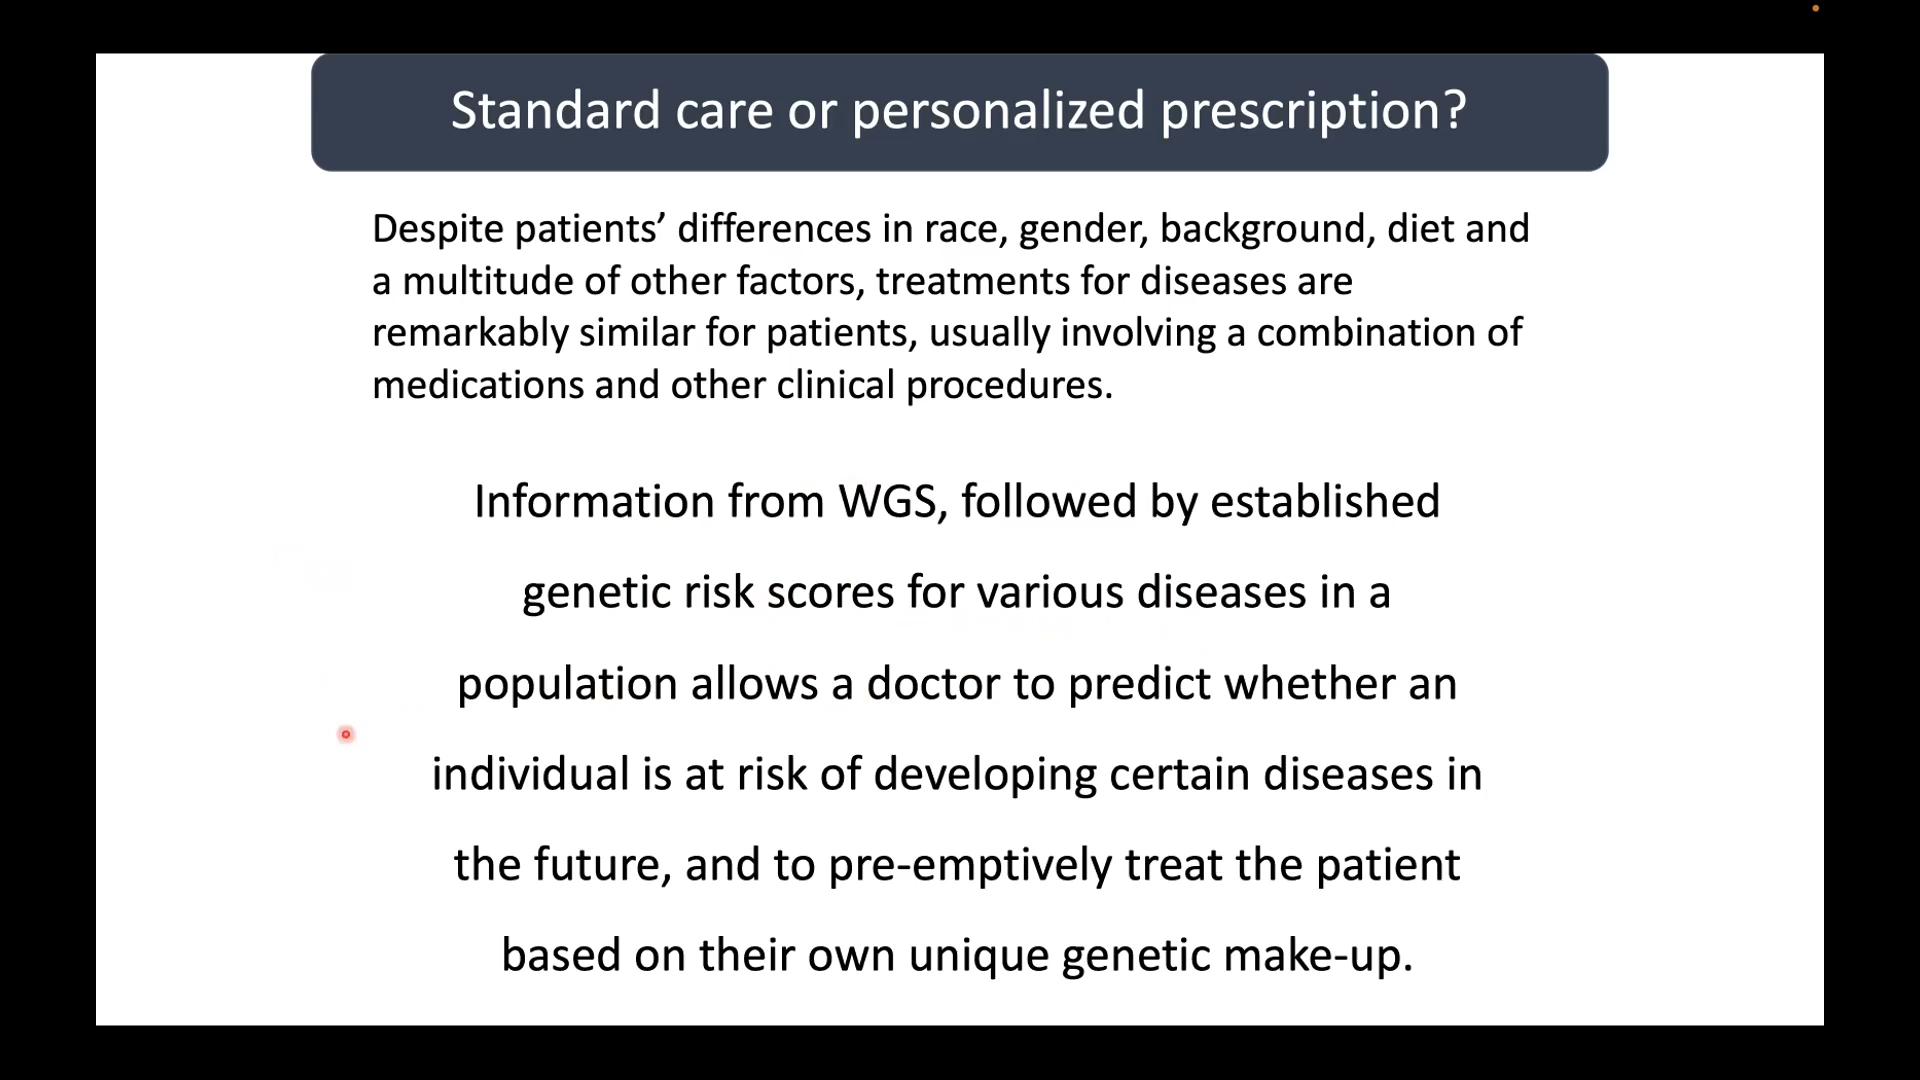 Standard care or personalized prescription?
Despite patients’ differences in race, gender, background, diet and
a multitude of other factors, treatments for diseases are
remarkably similar for patients, usually involving a combination of
medications and other clinical procedures.
Information from WGS, followed by established
genetic risk scores for various diseases in a
population allows a doctor to predict whether an
individual is at risk of developing certain diseases in
the future, and to pre-emptively treat the patient
based on their own unique genetic make-up.